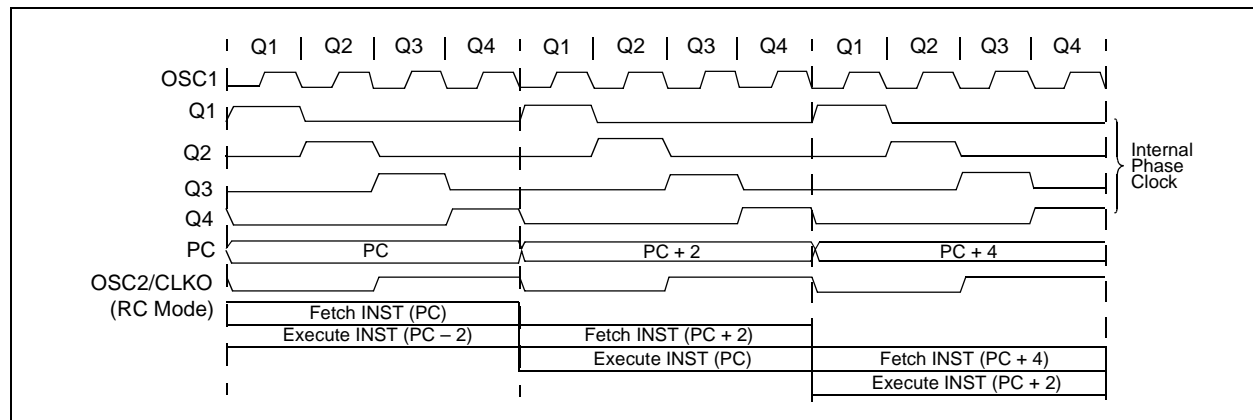 Q1 Q2 Q3 Q4 Q1 Q2 Q3 Q4 Q1 Q2 Q3 Q4
OSC1
Q1
Q2
Q3
Q4
Internal
Phase
Clock
PC PC PC + 2 PC + 4
OSC2/CLKO
(RC Mode)
Fetch INST (PC)
Execute INST (PC – 2) Fetch INST (PC + 2)
Execute INST (PC) Fetch INST (PC + 4)
Execute INST (PC + 2)